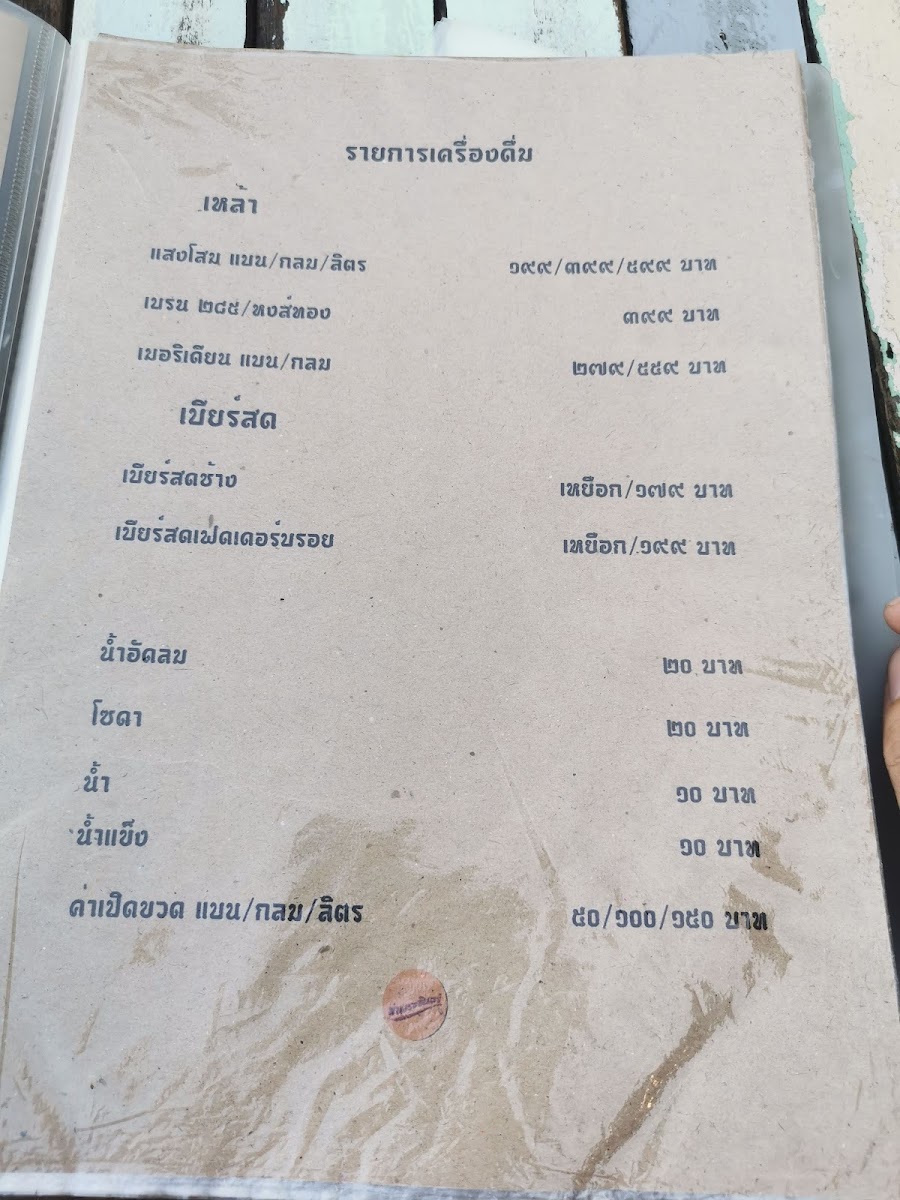 รายการเครื่องดื่ม
เหล้า
แสงโสม แบน/กลม/ลิตร ๑๙๙/๓๙๙/๕๙๙ บาท
เบรน ๒๘๕/หงส์ทอง ๓๙๙ บาท
เมอริเดียน แบน/กลม ๒๗๙/๕๕๙ บาท
เบียร์สด
เบียร์สดช้าง เหยือก/๑๗๙ บาท
เบียร์สดเฟดเดอร์บรอย เหยือก/๑๙๙ บาท
น้ำอัดลม ๒๐ บาท
โซดา ๒๐ บาท
น้ำ ๑๐ บาท
น้ำแข็ง ๑๐ บาท
ค่าเปิดขวด แบน/กลม/ลิตร ๕๐/๑๐๐/๑๕๐ บาท